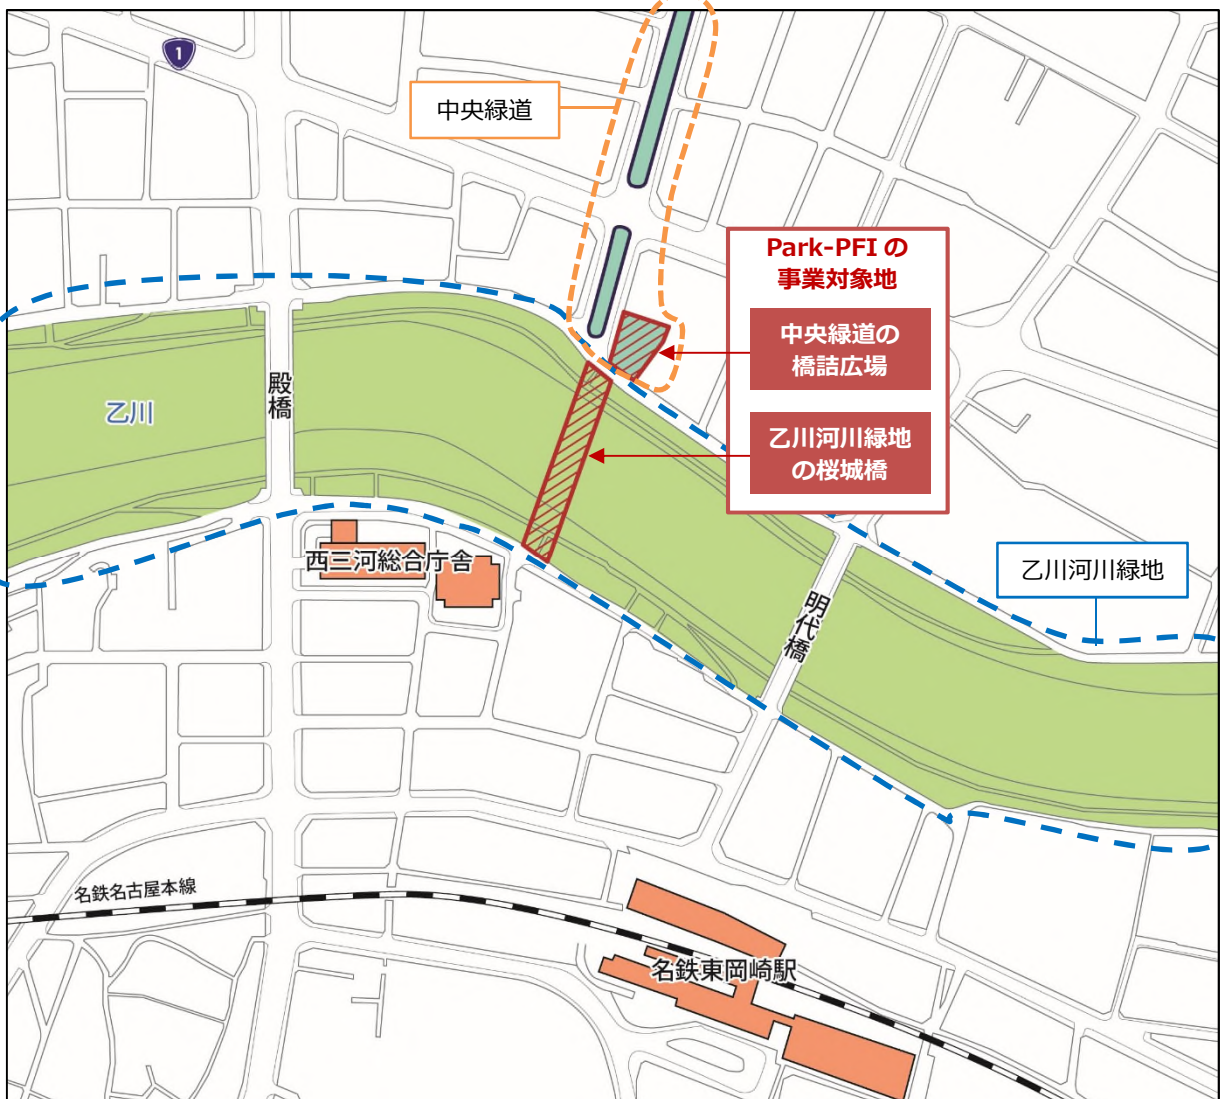 1
中央緑道
Park-PFI の
事業対象地
中央緑道の
橋詰広場
乙川河川緑地
の桜城橋
殿橋
乙川
西三河総合庁舎
乙川河川緑地
明代橋
名鉄名古屋本線
名鉄東岡崎駅